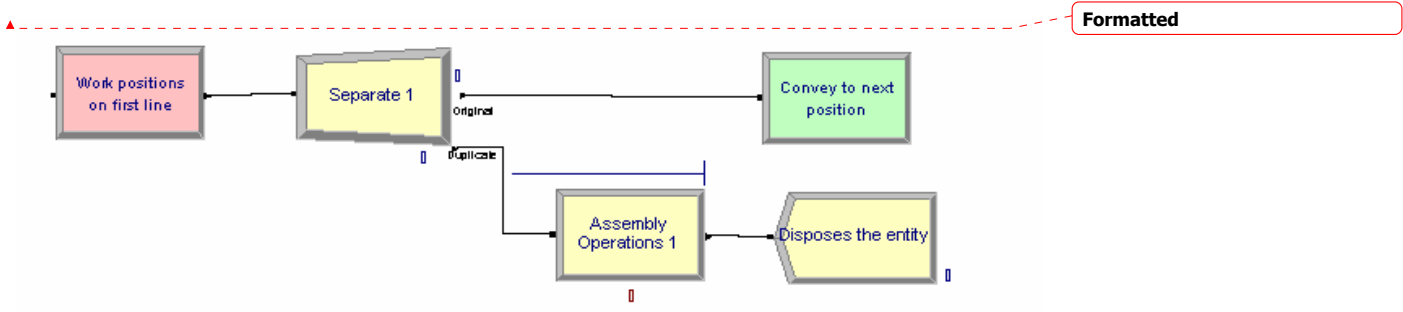 Formatted
Work positions
on first line
Separate 1
Original
Duplicate
Convey to next
position
Assembly
Operations 1
Disposes the entity